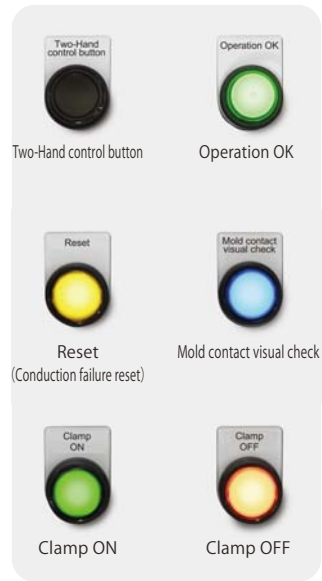 Two-Hand
control button
Operation OK
Two-Hand control button
Operation OK
Reset
Mold contact
visual check
Reset
(Conduction failure reset)
Mold contact visual check
Clamp
ON
Clamp
OFF
Clamp ON
Clamp OFF